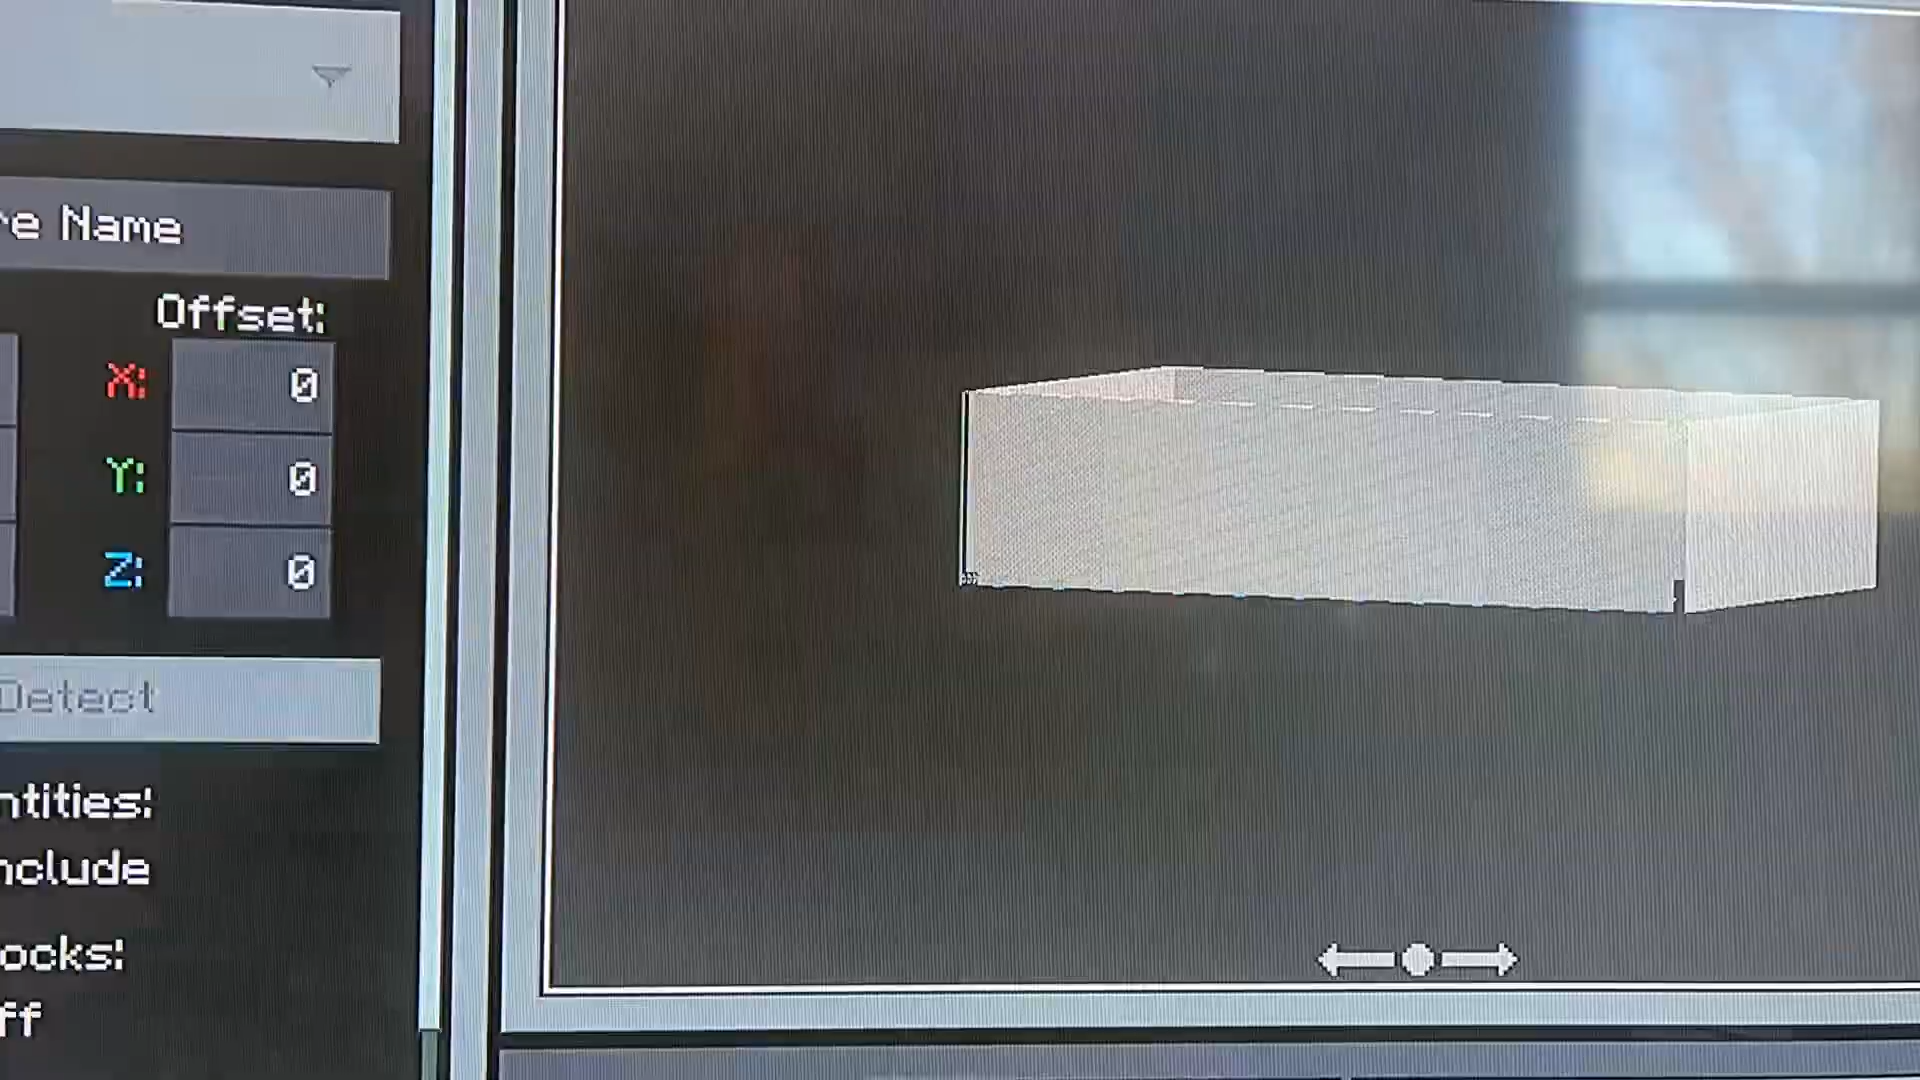 re Name
Offset:
X: 0
Y: 0
Z: 0
Detect
ntities:
nclude
ocks:
ff